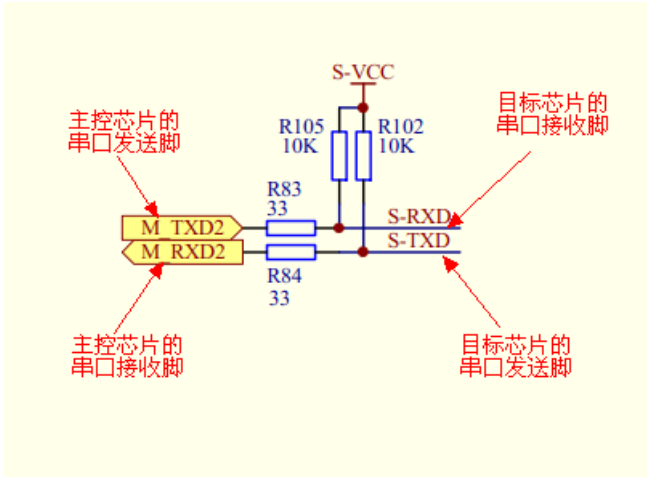 S-VCC
主控芯片的
串口发送脚
目标芯片的
串口接收脚
R105
10K
R102
10K
R83
33
M_TXD2
S-RXD
M_RXD2
S-TXD
R84
33
主控芯片的
串口接收脚
目标芯片的
串口发送脚